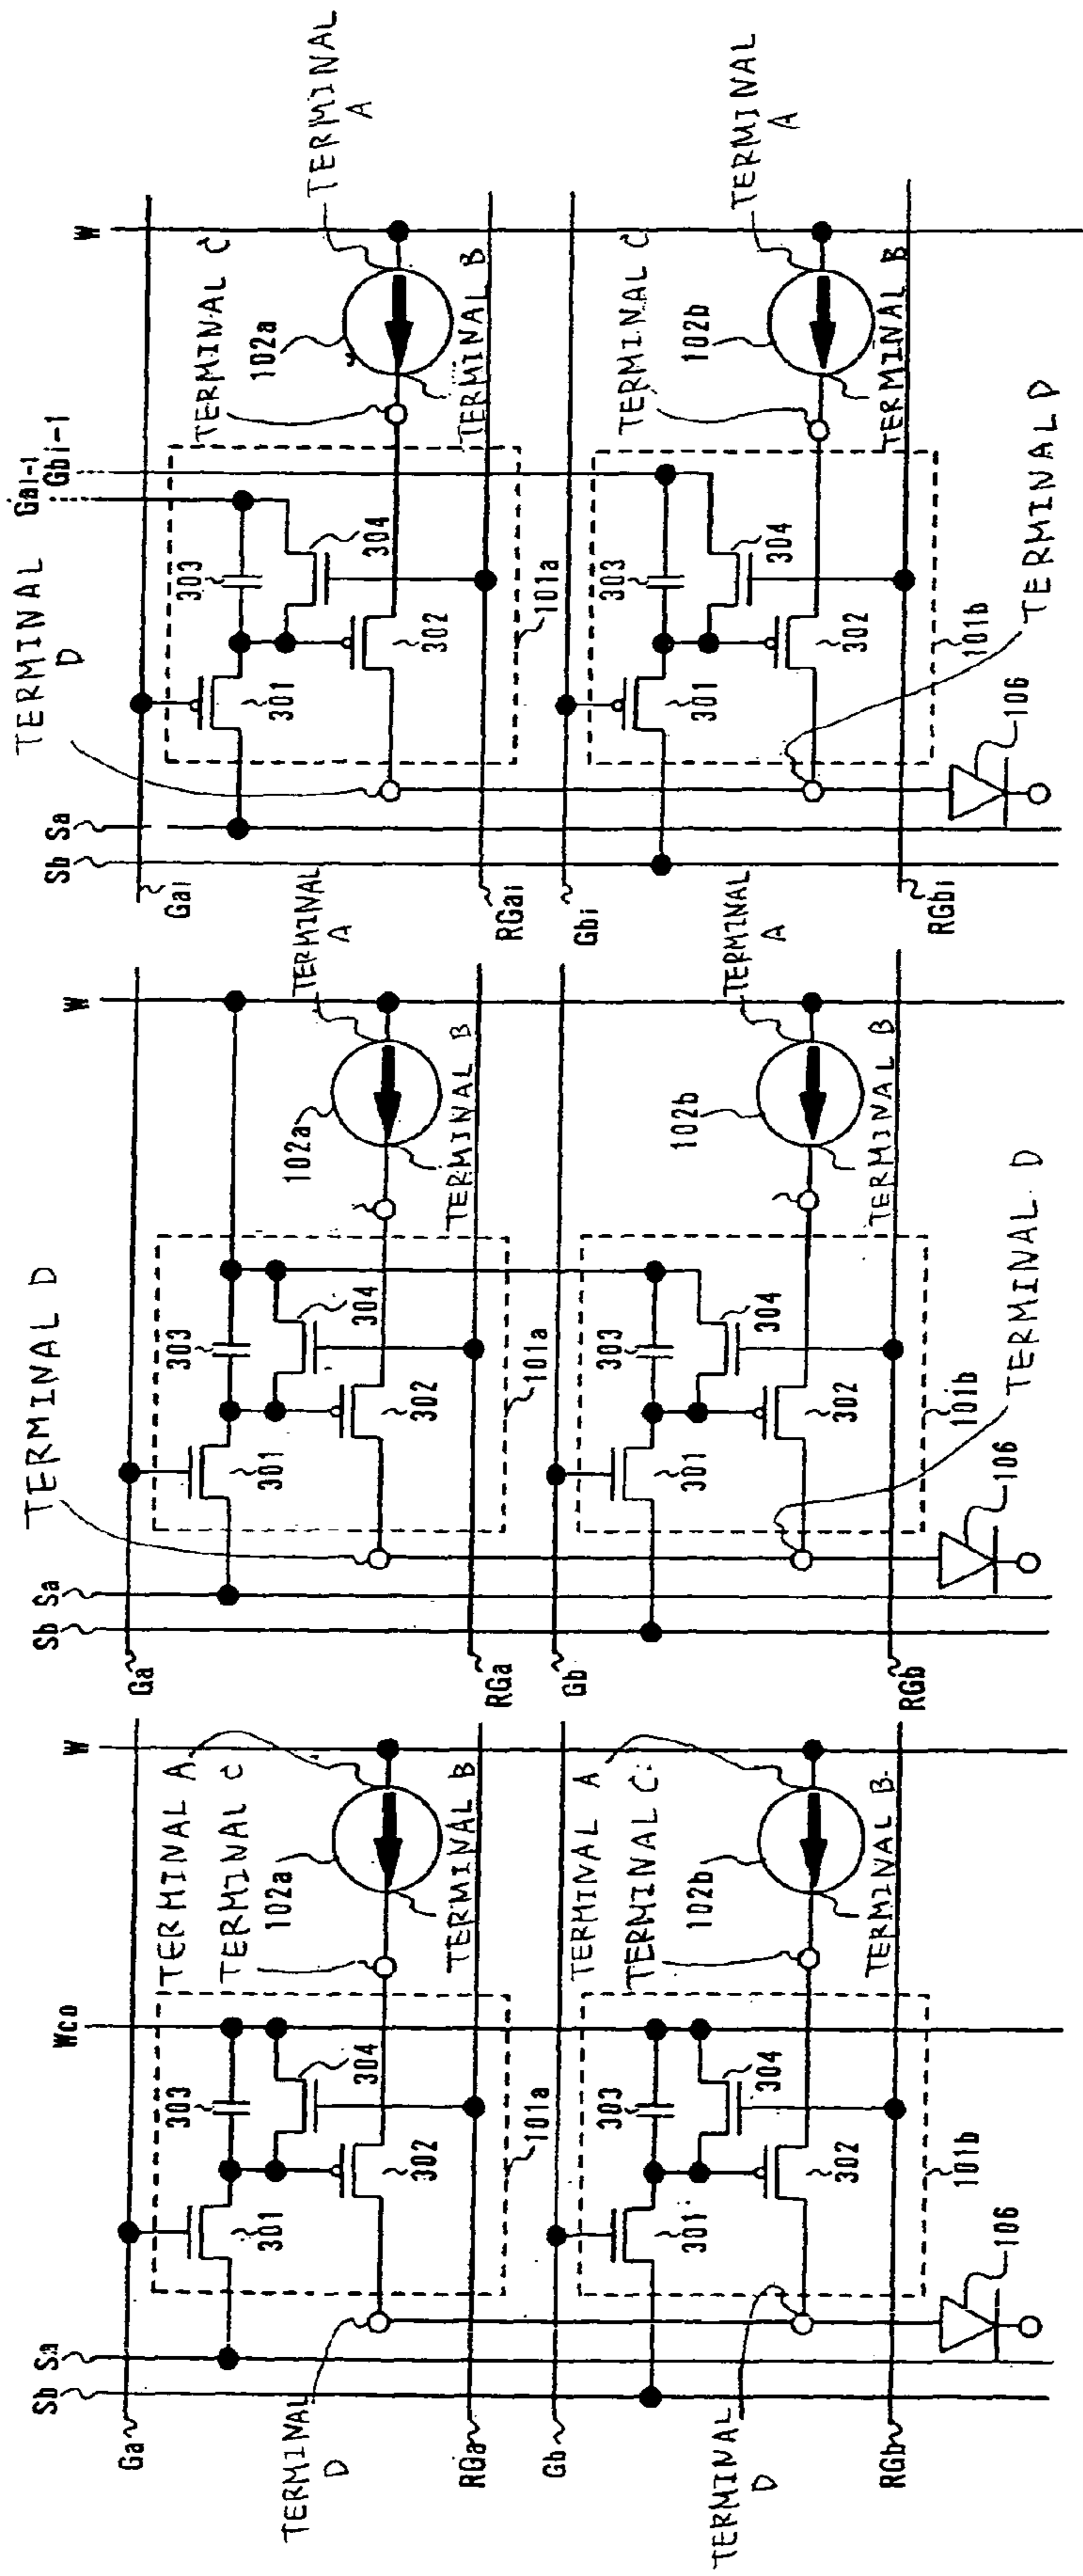 Sb Sa
Wco
W
Ga
TERMINAL A
TERMINAL C
303
301
102a
304
302
TERMINAL D
TERMINAL B
RGa
101a
Gb
TERMINAL A
TERMINAL C
303
301
102b
304
302
TERMINAL D
TERMINAL B
RGb
101b
106
TERMINAL D
Sb Sa
W
Ga
303
301
102a
TERMINAL A
304
302
TERMINAL B
RGa
101a
Gb
303
301
102b
TERMINAL A
304
302
TERMINAL B
RGb
101b
106
TERMINAL D
TERMINAL D
Sb Sa
Gai-1
Gbi-1
W
Gai
303
TERMINAL C
301
102a
TERMINAL A
304
302
TERMINAL B
RGai
101a
Gbi
303
TERMINAL C
301
102b
TERMINAL A
304
302
TERMINAL B
RGbi
101b
106
TERMINAL D